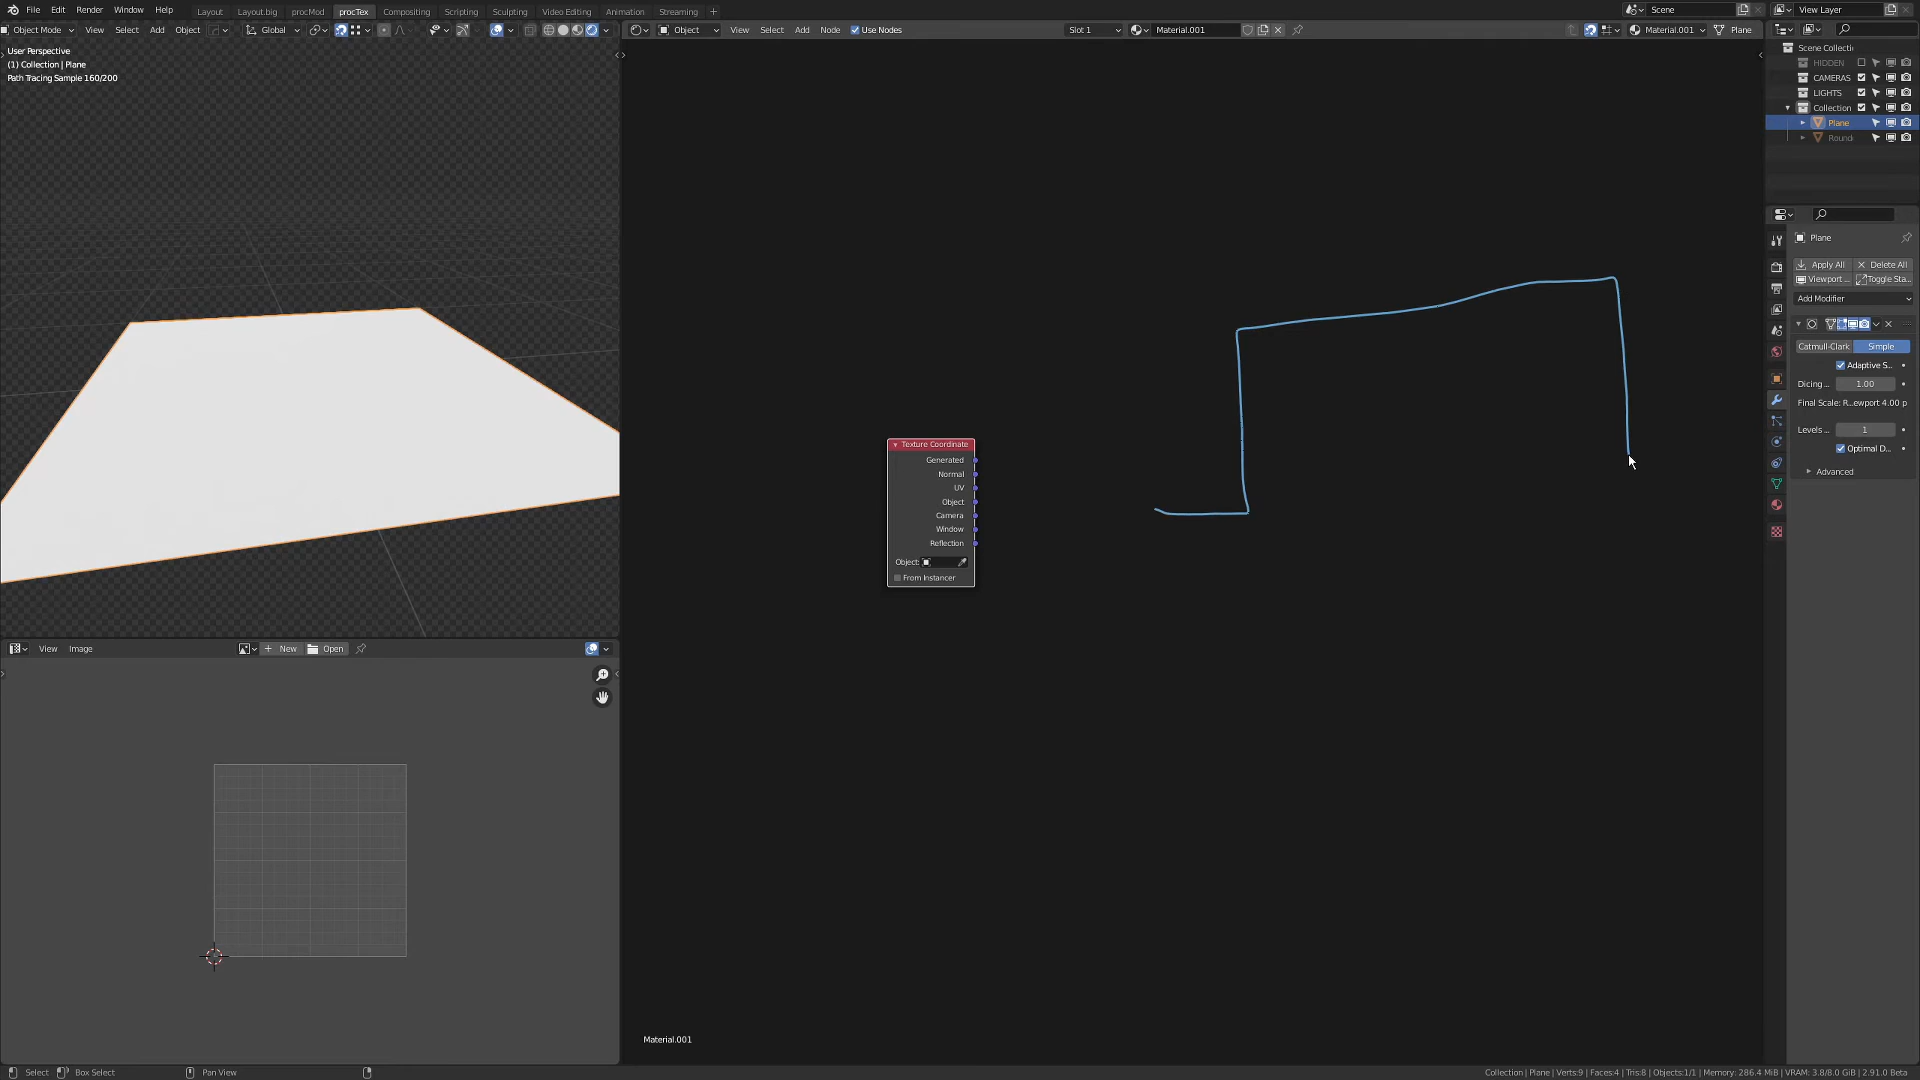 File Edit Render Window Help Layout Layout.big procMod procTex Compositing Scripting Sculpting Video Editing Animation Streaming + Scene View Layer
Object Mode View Select Add Object Global
User Perspective
(1) Collection | Plane
Path Tracing Sample 160/200
Object View Select Add Node Use Nodes Slot 1 Material.001 Material.001 Plane
Texture Coordinate
Generated
Normal
UV
Object
Camera
Window
Reflection
Object:
From Instancer
Material.001
View Image + New Open
Scene Collecti
HIDDEN
CAMERAS
LIGHTS
Collection
Plane
Round
Plane
Apply All Delete All
Viewport ... Toggle Sta...
Add Modifier
Catmull-Clark Simple
Adaptive S...
Dicing ... 1.00
Final Scale: R...ewport 4.00 p
Levels ... 1
Optimal D...
Advanced
Select Box Select Pan View Collection | Plane | Verts:9 | Faces:4 | Tris:8 | Objects:1/1 | Memory: 286.4 MiB | VRAM: 3.8/8.0 GiB | 2.91.0 Beta